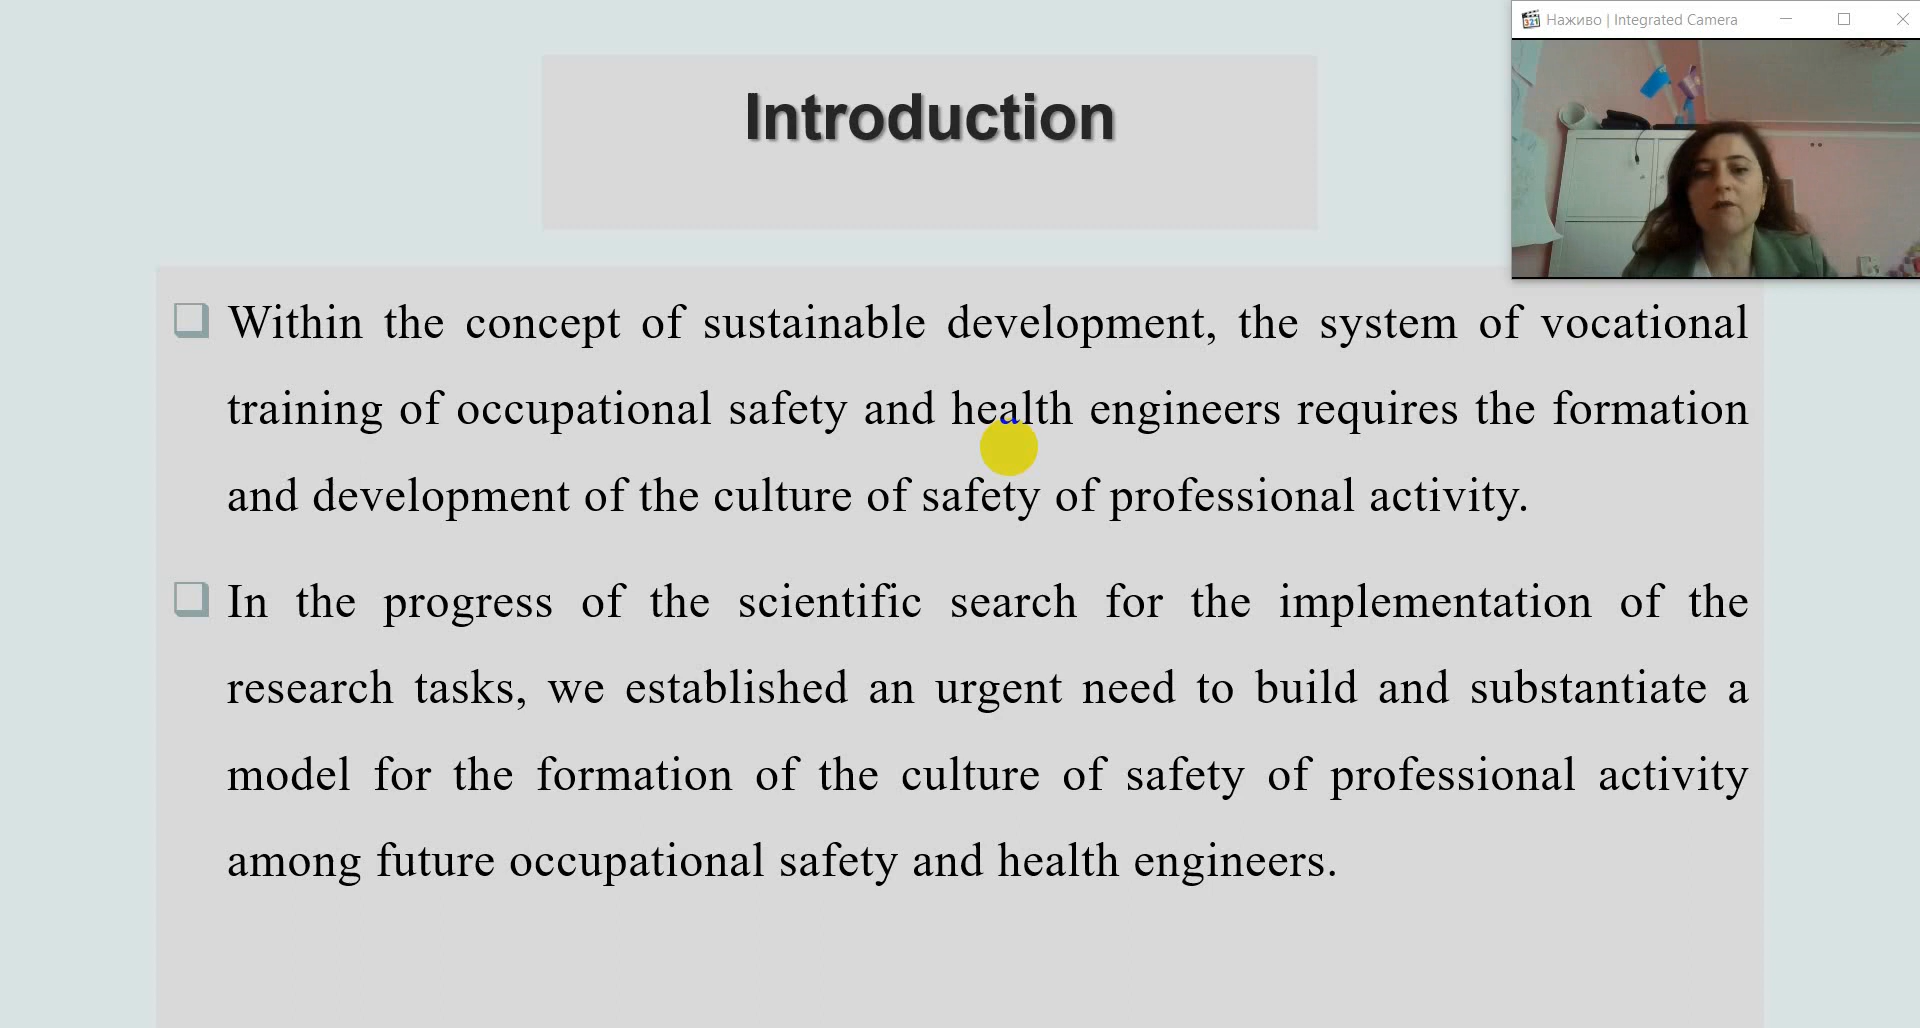 Наживо | Integrated Camera
Introduction
Within the concept of sustainable development, the system of vocational
training of occupational safety and health engineers requires the formation
and development of the culture of safety of professional activity.
In the progress of the scientific search for the implementation of the
research tasks, we established an urgent need to build and substantiate a
model for the formation of the culture of safety of professional activity
among future occupational safety and health engineers.